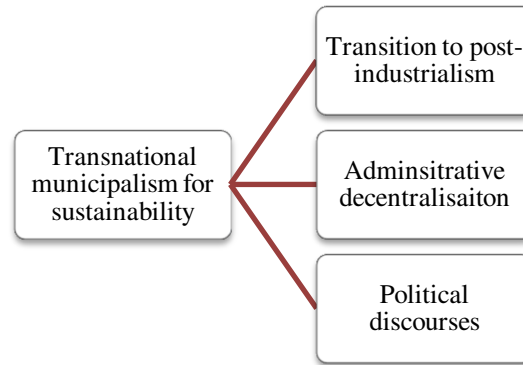 Transition to post-
industrialism
Transnational
municipalism for
sustainability
Adminsitrative
decentralisaiton
Political
discourses